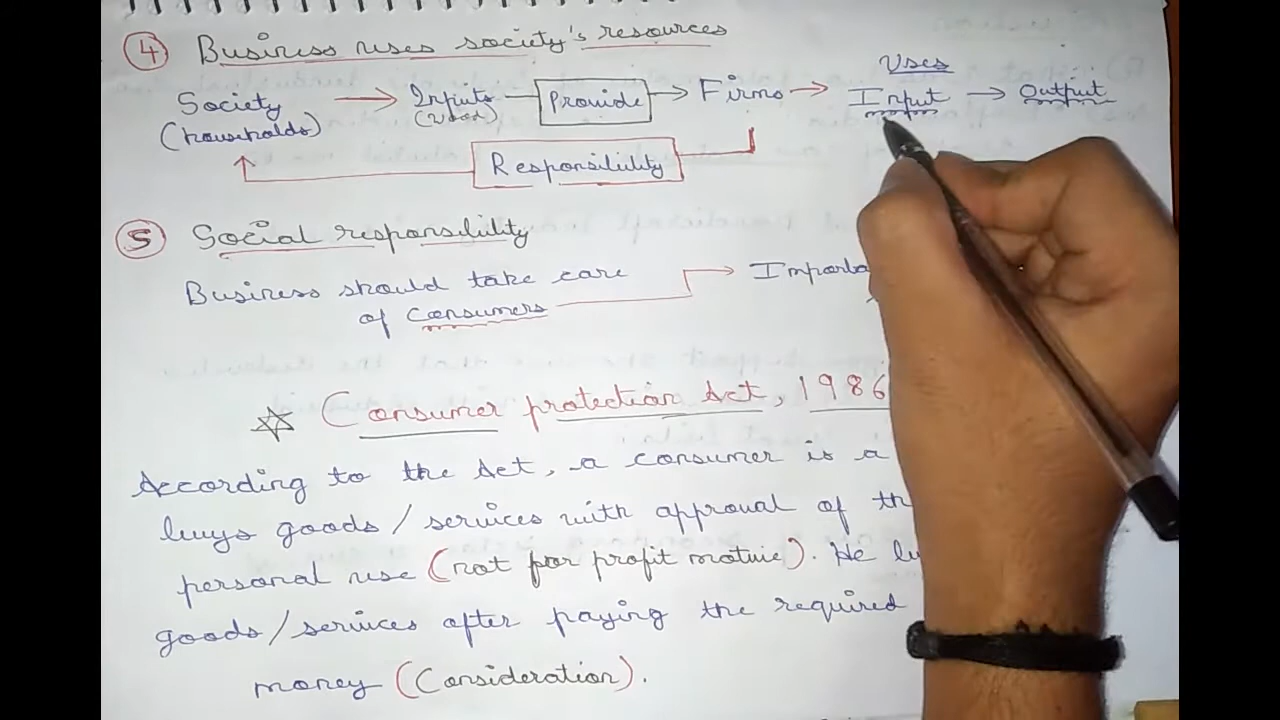 4 Business uses society's resources
Uses
Society → Inputs — Provide → Firms → Input → Output
(households)
Responsibility
5 Social responsibility
Business should take care
of consumers → Importa
☆ Consumer protection Act, 1986
According to the Act, a consumer is a
buys goods/services with approval of th
personal use (not for profit motive). He bu
goods/services after paying the required
money (Consideration).